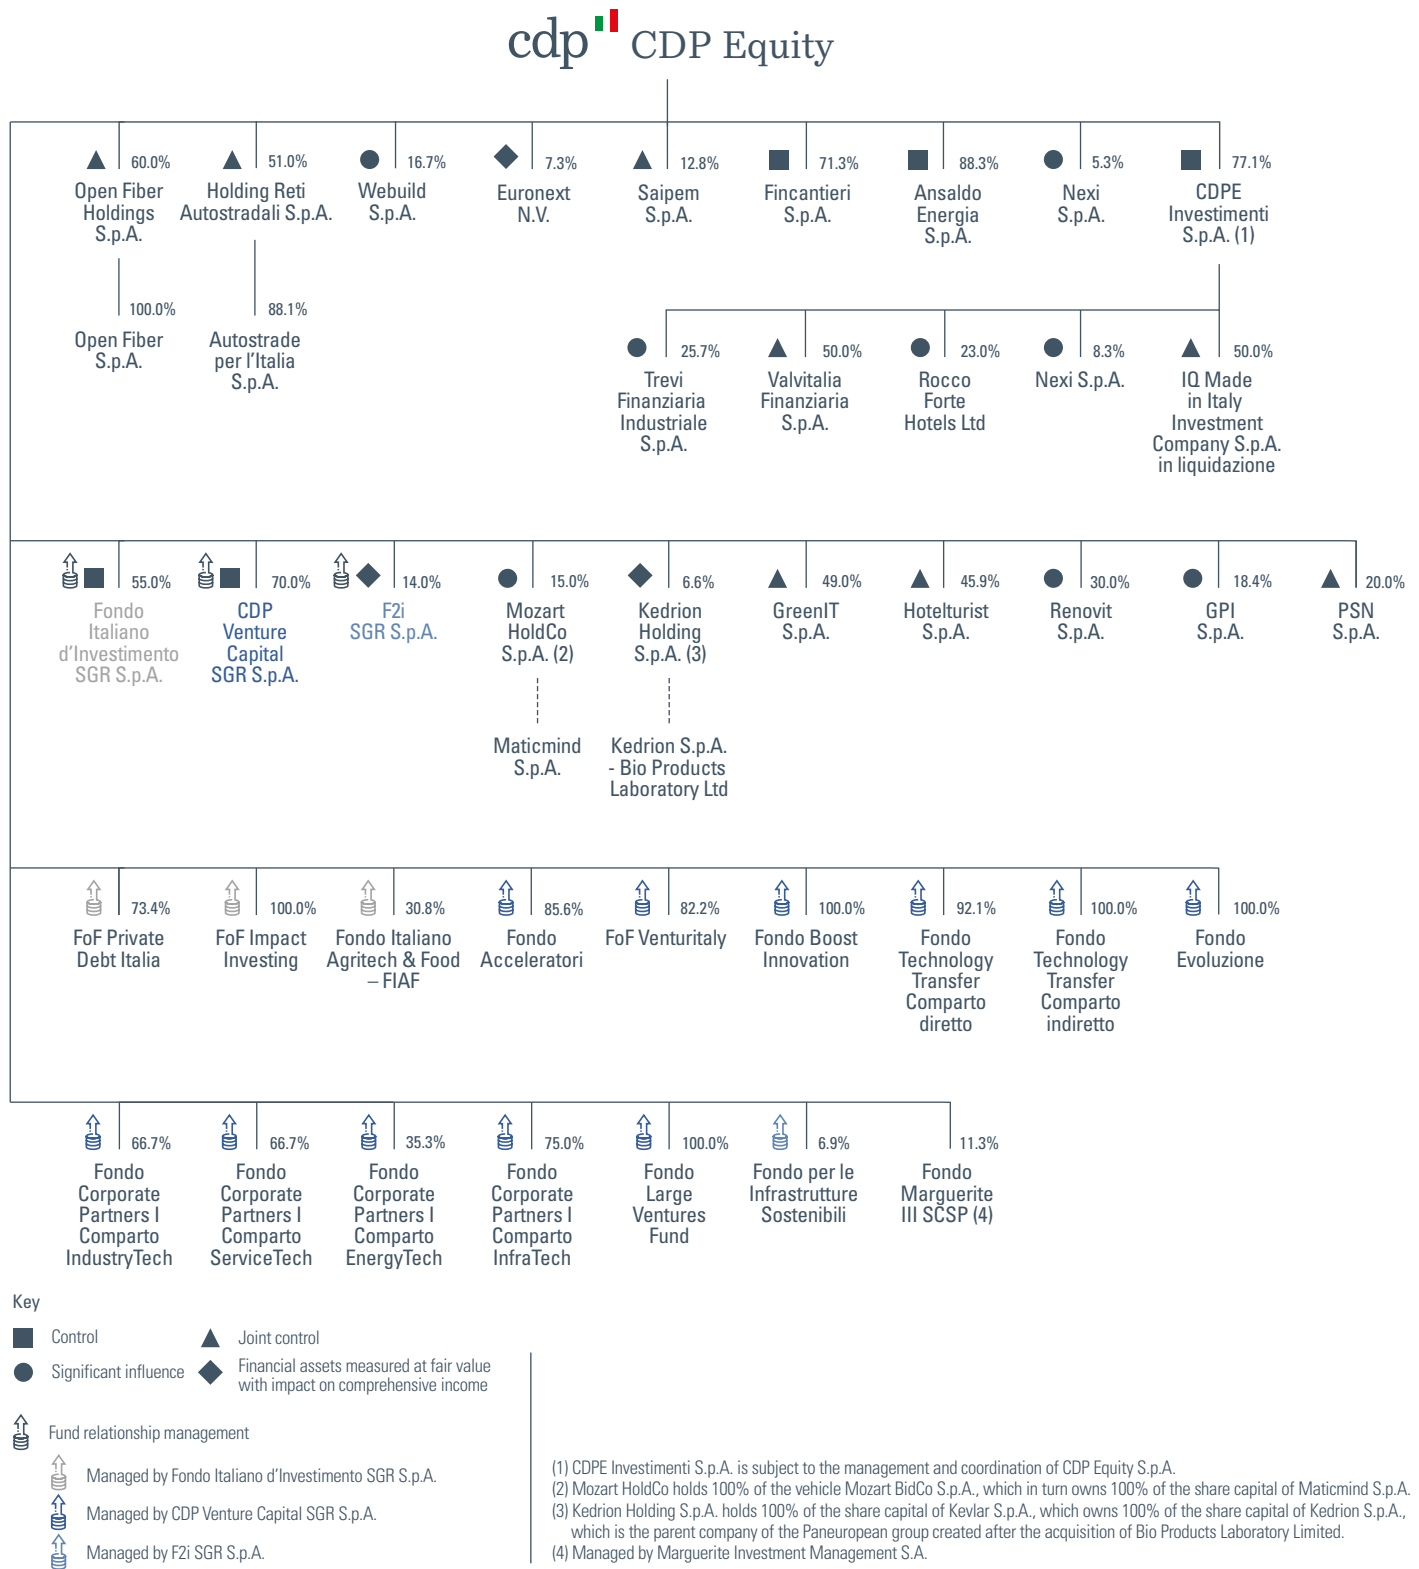 cdp CDP Equity
60.0%
Open Fiber
Holdings
S.p.A.
51.0%
Holding Reti
Autostradali S.p.A.
16.7%
Webuild
S.p.A.
7.3%
Euronext
N.V.
12.8%
Saipem
S.p.A.
71.3%
Fincantieri
S.p.A.
88.3%
Ansaldo
Energia
S.p.A.
5.3%
Nexi
S.p.A.
77.1%
CDPE
Investimenti
S.p.A. (1)
100.0%
Open Fiber
S.p.A.
88.1%
Autostrade
per l’Italia
S.p.A.
25.7%
Trevi
Finanziaria
Industriale
S.p.A.
50.0%
Valvitalia
Finanziaria
S.p.A.
23.0%
Rocco
Forte
Hotels Ltd
8.3%
Nexi S.p.A.
50.0%
IQ Made
in Italy
Investment
Company S.p.A.
in liquidazione
55.0%
Fondo
Italiano
d’Investimento
SGR S.p.A.
70.0%
CDP
Venture
Capital
SGR S.p.A.
14.0%
F2i
SGR S.p.A.
15.0%
Mozart
HoldCo
S.p.A. (2)
6.6%
Kedrion
Holding
S.p.A. (3)
49.0%
GreenIT
S.p.A.
45.9%
Hotelturist
S.p.A.
30.0%
Renovit
S.p.A.
18.4%
GPI
S.p.A.
20.0%
PSN
S.p.A.
Maticmind
S.p.A.
Kedrion S.p.A.
- Bio Products
Laboratory Ltd
73.4%
FoF Private
Debt Italia
100.0%
FoF Impact
Investing
30.8%
Fondo Italiano
Agritech & Food
– FIAF
85.6%
Fondo
Acceleratori
82.2%
FoF Venturitaly
100.0%
Fondo Boost
Innovation
92.1%
Fondo
Technology
Transfer
Comparto
diretto
100.0%
Fondo
Technology
Transfer
Comparto
indiretto
100.0%
Fondo
Evoluzione
66.7%
Fondo
Corporate
Partners I
Comparto
IndustryTech
66.7%
Fondo
Corporate
Partners I
Comparto
ServiceTech
35.3%
Fondo
Corporate
Partners I
Comparto
EnergyTech
75.0%
Fondo
Corporate
Partners I
Comparto
InfraTech
100.0%
Fondo
Large
Ventures
Fund
6.9%
Fondo per le
Infrastrutture
Sostenibili
11.3%
Fondo
Marguerite
III SCSP (4)
Key
Control
Joint control
Significant influence
Financial assets measured at fair value
with impact on comprehensive income
Fund relationship management
Managed by Fondo Italiano d’Investimento SGR S.p.A.
Managed by CDP Venture Capital SGR S.p.A.
Managed by F2i SGR S.p.A.
(1) CDPE Investimenti S.p.A. is subject to the management and coordination of CDP Equity S.p.A.
(2) Mozart HoldCo holds 100% of the vehicle Mozart BidCo S.p.A., which in turn owns 100% of the share capital of Maticmind S.p.A.
(3) Kedrion Holding S.p.A. holds 100% of the share capital of Kevlar S.p.A., which owns 100% of the share capital of Kedrion S.p.A.,
which is the parent company of the Paneuropean group created after the acquisition of Bio Products Laboratory Limited.
(4) Managed by Marguerite Investment Management S.A.